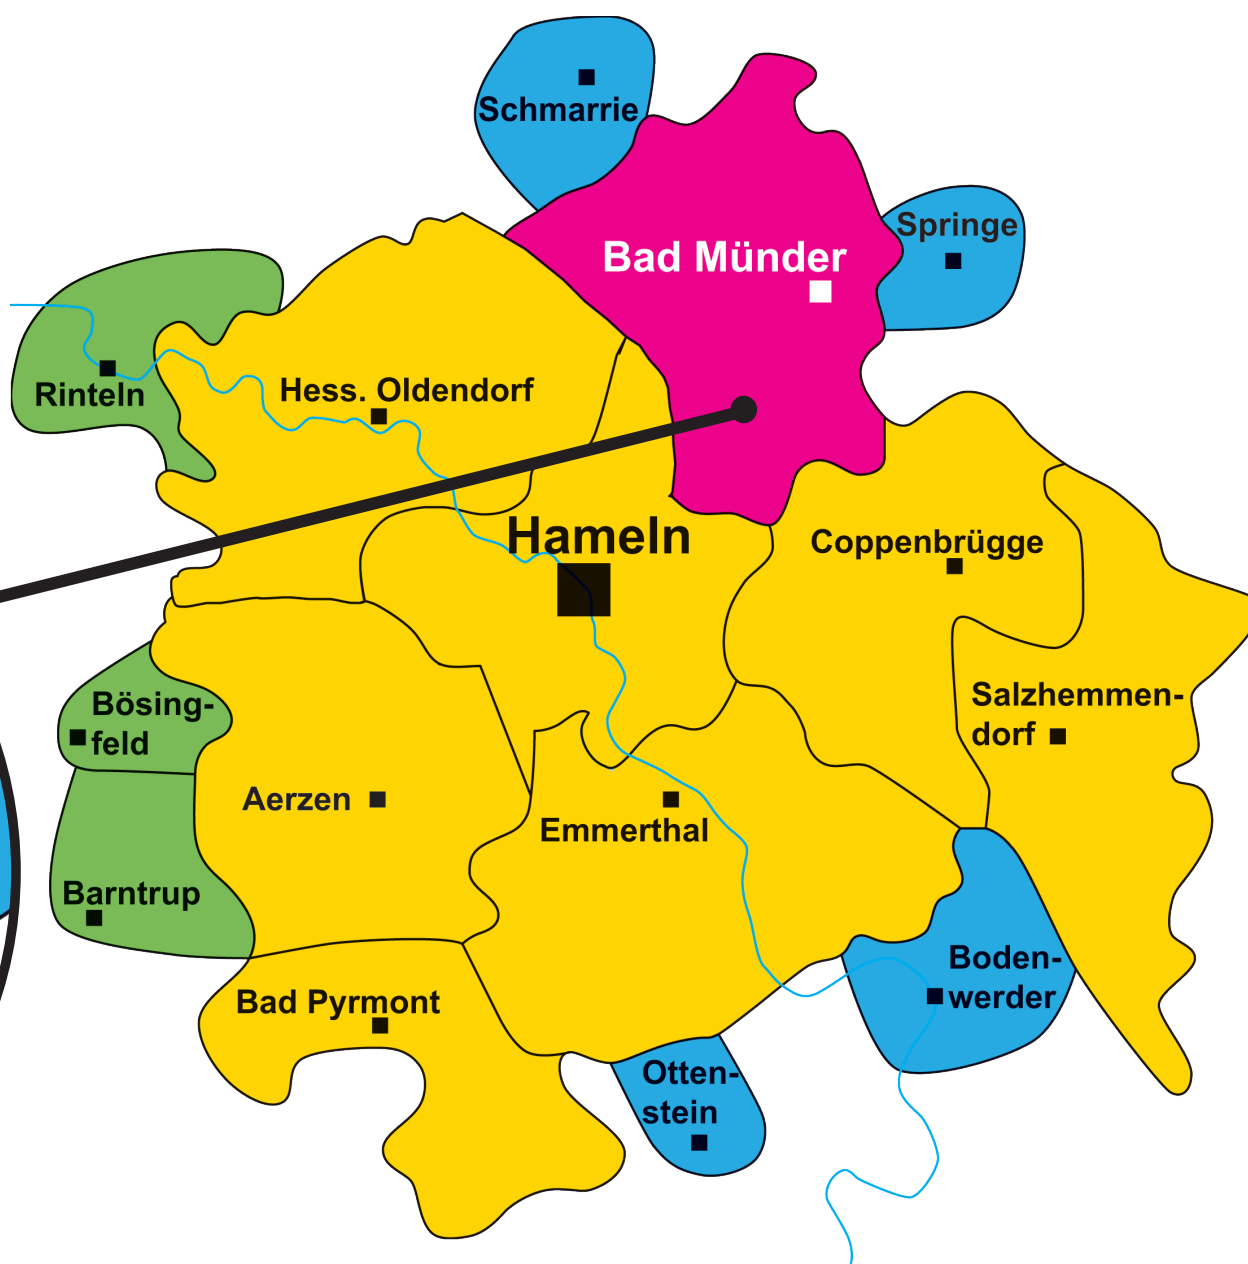 Schmarrie
Springe
Bad Münder
Rinteln
Hess. Oldendorf
Hameln
Coppenbrügge
Salzhemmen-
dorf
Bösing-
feld
Aerzen
Emmerthal
Barntrup
Bad Pyrmont
Boden-
werder
Otten-
stein